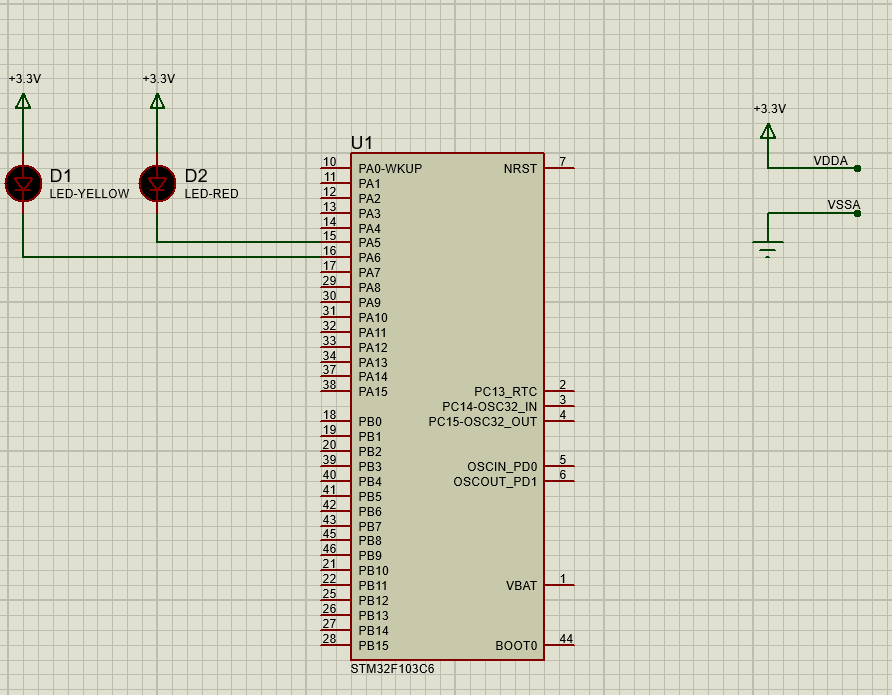 +3.3V
D1
LED-YELLOW
+3.3V
D2
LED-RED
U1
10 PA0-WKUP
11 PA1
12 PA2
13 PA3
14 PA4
15 PA5
16 PA6
17 PA7
29 PA8
30 PA9
31 PA10
32 PA11
33 PA12
34 PA13
37 PA14
38 PA15
18 PB0
19 PB1
20 PB2
39 PB3
40 PB4
41 PB5
42 PB6
43 PB7
45 PB8
46 PB9
21 PB10
22 PB11
25 PB12
26 PB13
27 PB14
28 PB15
NRST 7
PC13_RTC 2
PC14-OSC32_IN 3
PC15-OSC32_OUT 4
OSCIN_PD0 5
OSCOUT_PD1 6
VBAT 1
BOOT0 44
STM32F103C6
+3.3V
VDDA
VSSA